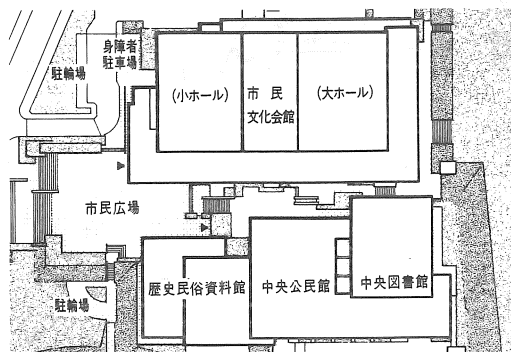 身障者
駐車場
駐輪場
(小ホール)
市民
文化会館
(大ホール)
市民広場
歴史民俗資料館
中央公民館
中央図書館
駐輪場